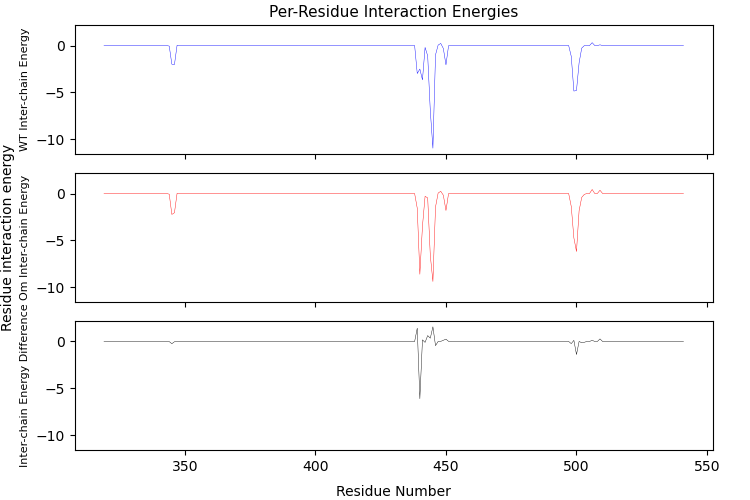 Per-Residue Interaction Energies
Residue interaction energy
WT Inter-chain Energy
0
−5
−10
Om Inter-chain Energy
0
−5
−10
Inter-chain Energy Difference
0
−5
−10
350
400
450
500
550
Residue Number